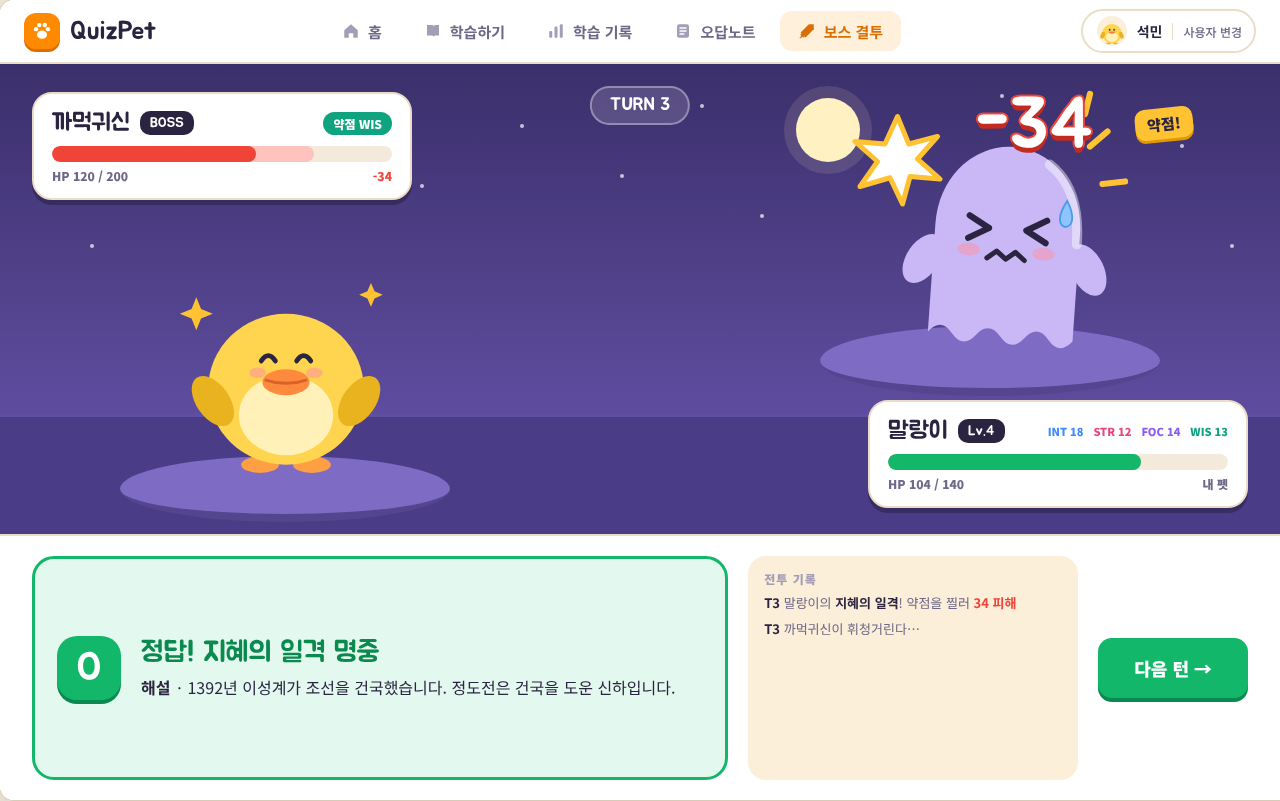 QuizPet
홈
학습하기
학습 기록
오답노트
보스 결투
석민
사용자 변경
까먹귀신
BOSS
약점 WIS
HP 120 / 200
-34
TURN 3
-34
약점!
말랑이
Lv.4
INT 18 STR 12 FOC 14 WIS 13
HP 104 / 140
내 펫
O
정답! 지혜의 일격 명중
해설 · 1392년 이성계가 조선을 건국했습니다. 정도전은 건국을 도운 신하입니다.
전투 기록
T3 말랑이의 지혜의 일격! 약점을 찔러 34 피해
T3 까먹귀신이 휘청거린다…
다음 턴 →